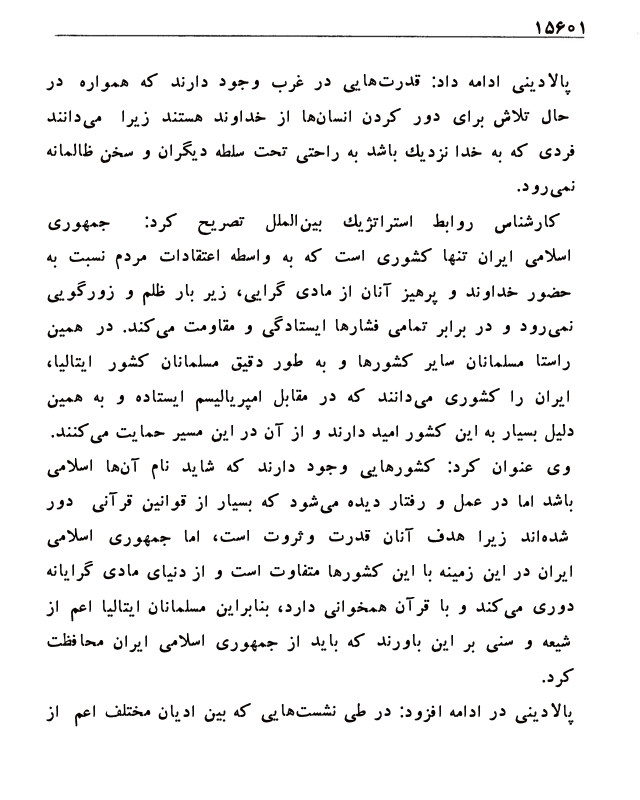 ۱۵۶۰۱
پالادینی ادامه داد: قدرت‌هایی در غرب وجود دارند که همواره در
حال تلاش برای دور کردن انسان‌ها از خداوند هستند زیرا می‌دانند
فردی که به خدا نزدیك باشد به راحتی تحت سلطه دیگران و سخن ظالمانه
نمی‌رود.
کارشناس روابط استراتژیك بین‌الملل تصریح کرد: جمهوری
اسلامی ایران تنها کشوری است که به واسطه اعتقادات مردم نسبت به
حضور خداوند و پرهیز آنان از مادی گرایی، زیر بار ظلم و زورگویی
نمی‌رود و در برابر تمامی فشارها ایستادگی و مقاومت می‌کند. در همین
راستا مسلمانان سایر کشورها و به طور دقیق مسلمانان کشور ایتالیا،
ایران را کشوری می‌دانند که در مقابل امپریالیسم ایستاده و به همین
دلیل بسیار به این کشور امید دارند و از آن در این مسیر حمایت می‌کنند.
وی عنوان کرد: کشورهایی وجود دارند که شاید نام آن‌ها اسلامی
باشد اما در عمل و رفتار دیده می‌شود که بسیار از قوانین قرآنی دور
شده‌اند زیرا هدف آنان قدرت وثروت است، اما جمهوری اسلامی
ایران در این زمینه با این کشورها متفاوت است و از دنیای مادی گرایانه
دوری می‌کند و با قرآن همخوانی دارد، بنابراین مسلمانان ایتالیا اعم از
شیعه و سنی بر این باورند که باید از جمهوری اسلامی ایران محافظت
کرد.
پالادینی در ادامه افزود: در طی نشست‌هایی که بین ادیان مختلف اعم از